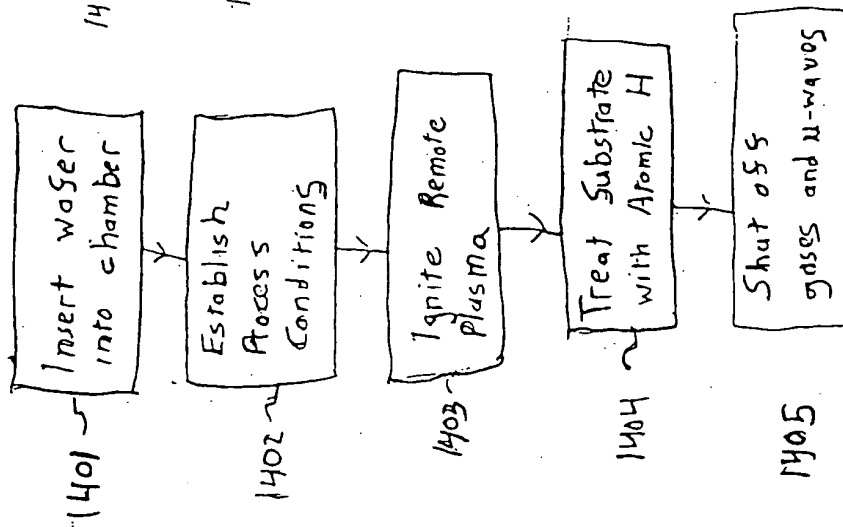 Insert wafer
into chamber
1401
Establish
Process
Conditions
1402
Ignite Remote
Plasma
1403
Treat Substrate
with Atomic H
1404
Shut off
gases and μ-waves
1405
14